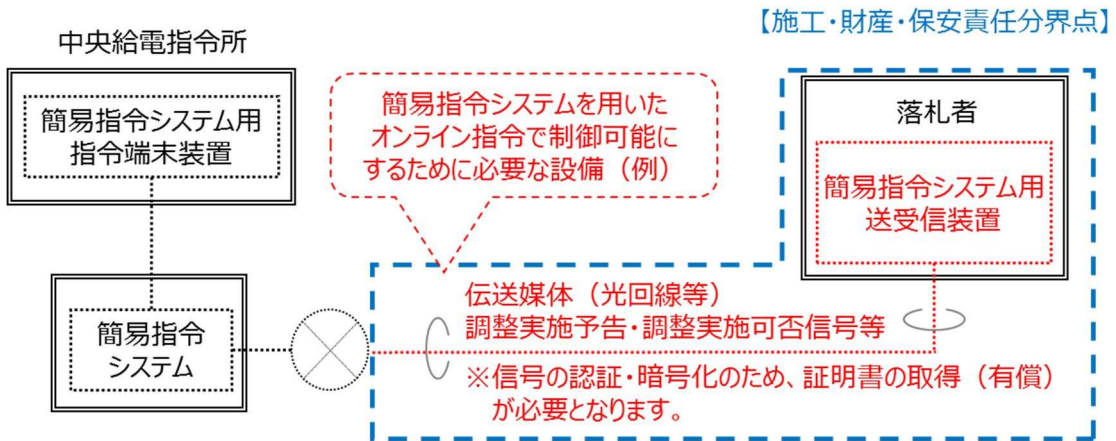 【施工・財産・保安責任分界点】
中央給電指令所
簡易指令システム用
指令端末装置
簡易指令システムを用いた
オンライン指令で制御可能に
するために必要な設備（例）
落札者
簡易指令システム用
送受信装置
簡易指令
システム
伝送媒体（光回線等）
調整実施予告・調整実施可否信号等
※信号の認証・暗号化のため、証明書の取得（有償）
が必要となります。